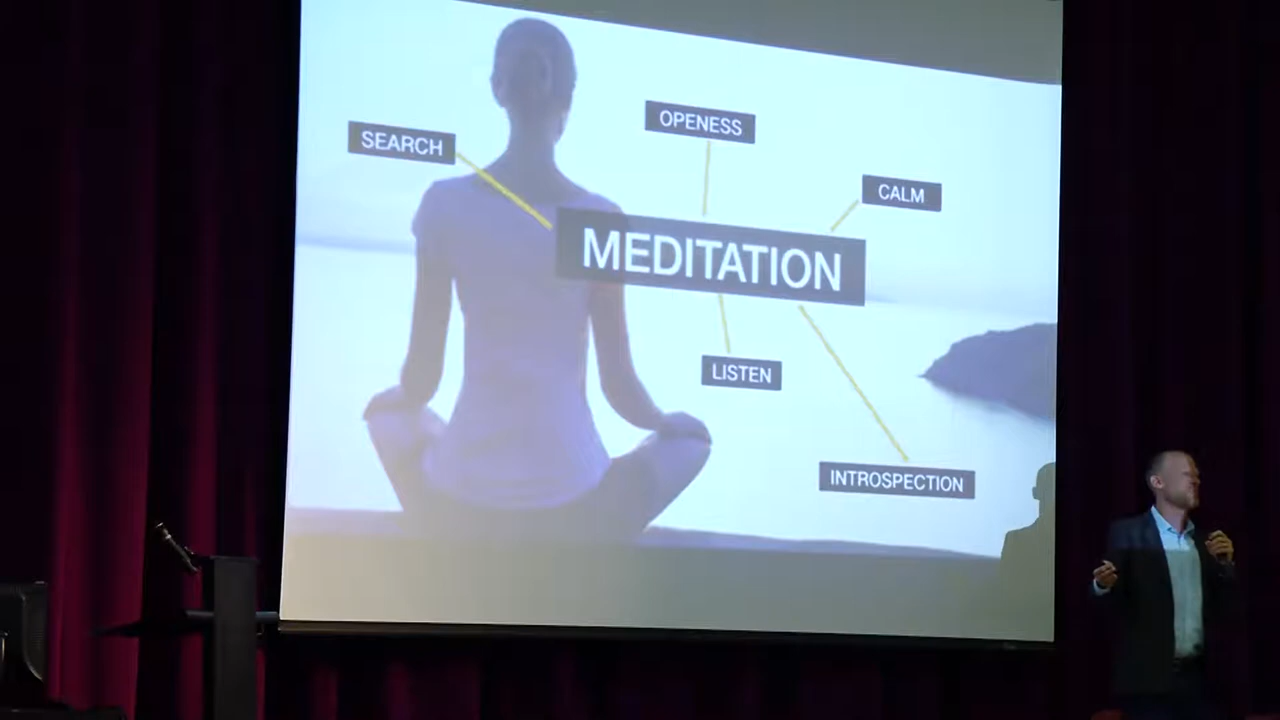 SEARCH
OPENESS
CALM
MEDITATION
LISTEN
INTROSPECTION